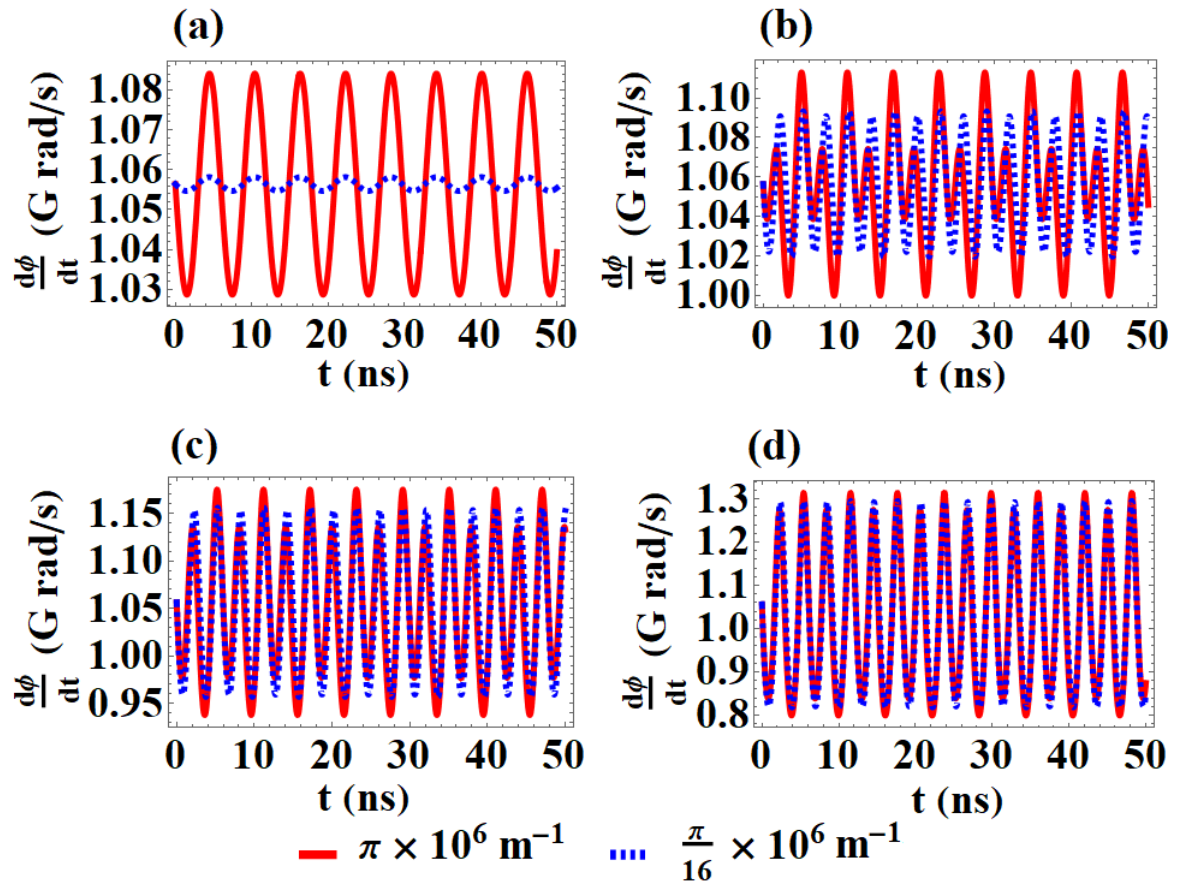 (a)
dϕ/dt (G rad/s)
1.08
1.07
1.06
1.05
1.04
1.03
0 10 20 30 40 50
t (ns)
(b)
dϕ/dt (G rad/s)
1.10
1.08
1.06
1.04
1.02
1.00
0 10 20 30 40 50
t (ns)
(c)
dϕ/dt (G rad/s)
1.15
1.10
1.05
1.00
0.95
0 10 20 30 40 50
t (ns)
(d)
dϕ/dt (G rad/s)
1.3
1.2
1.1
1.0
0.9
0.8
0 10 20 30 40 50
t (ns)
π × 10⁶ m⁻¹ π/16 × 10⁶ m⁻¹